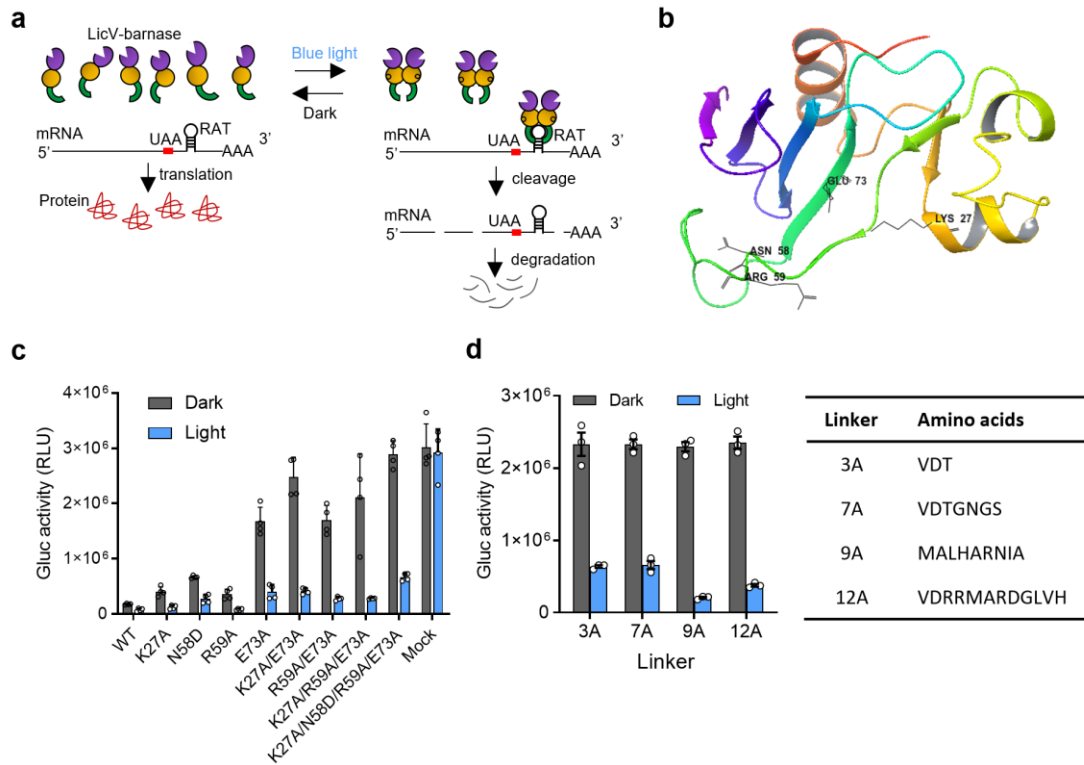 a
LicV-barnase
Blue light
Dark
mRNA
5'
UAA
RAT
3'
AAA
translation
Protein
mRNA
5'
UAA
RAT
3'
AAA
cleavage
mRNA
5'
UAA
3'
AAA
degradation
b
GLU 73
LYS 27
ASN 58
ARG 59
c
Gluc activity (RLU)
4×10⁶
3×10⁶
2×10⁶
1×10⁶
0
Dark
Light
WT
K27A
N58D
R59A
E73A
K27A/E73A
R59A/E73A
K27A/R59A/E73A
K27A/N58D/R59A/E73A
Mock
d
Gluc activity (RLU)
3×10⁶
2×10⁶
1×10⁶
0
Dark
Light
3A 7A 9A 12A
Linker
Linker Amino acids
3A VDT
7A VDTGNGS
9A MALHARNIA
12A VDRRMARDGLVH